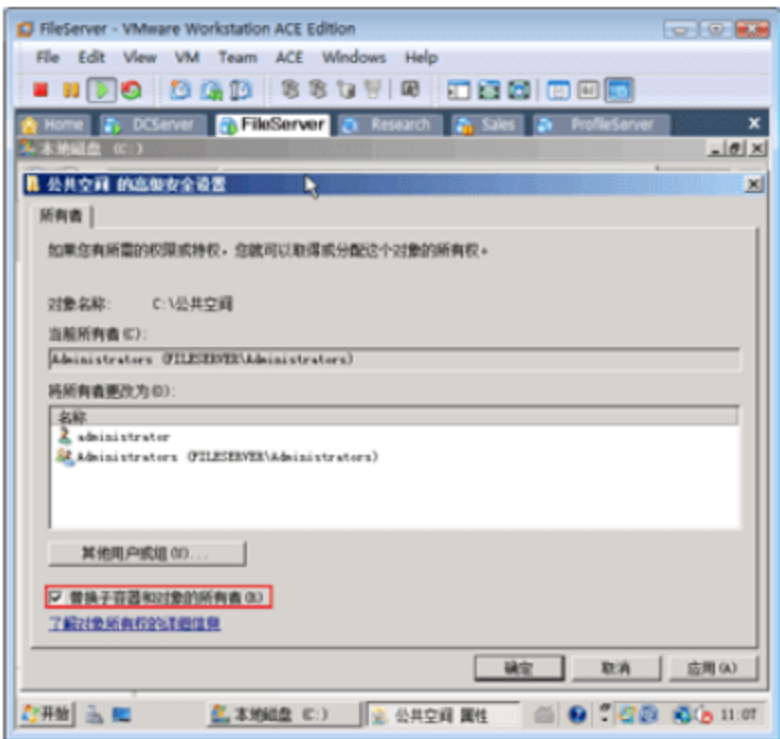 FileServer - VMware Workstation ACE Edition
File Edit View VM Team ACE Windows Help
Home DCServer FileServer Research Sales ProfileServer
本地磁盘 (C:)
公共空间 的高级安全设置
所有者
如果您有所需的权限或特权，您就可以取得或分配这个对象的所有权。
对象名称: C:\公共空间
当前所有者(C):
Administrators (FILESERVER\Administrators)
将所有者更改为(O):
名称
administrator
Administrators (FILESERVER\Administrators)
其他用户或组(U)...
替换子容器和对象的所有者(R)
了解对象所有权的详细信息
确定 取消 应用(A)
开始 本地磁盘 (C:) 公共空间 属性 11:07